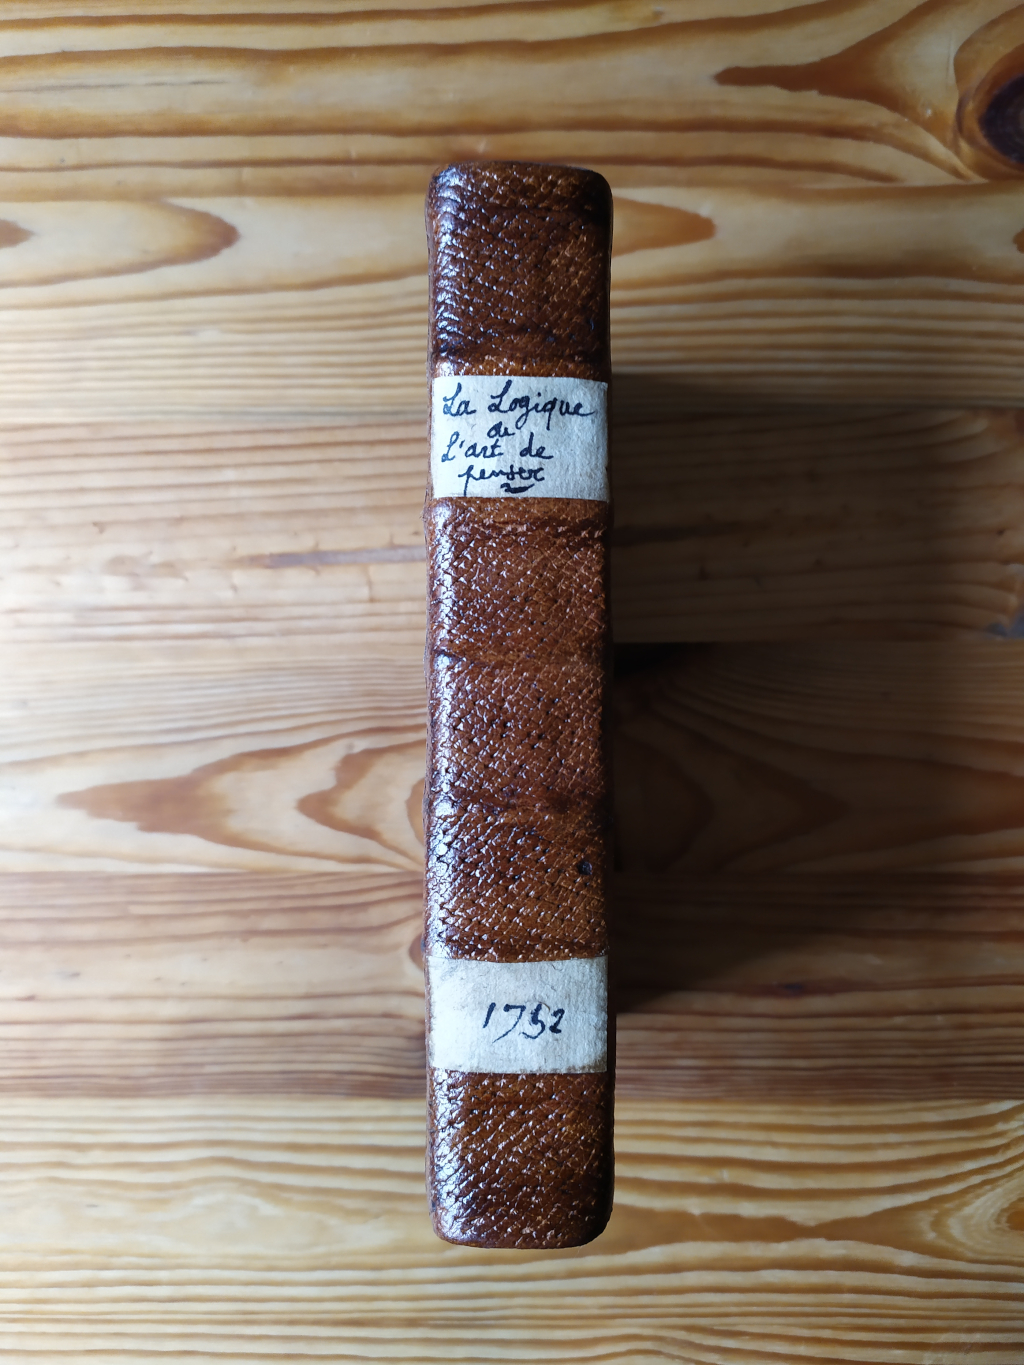 La Logique
ou
L'art de
penser
1752